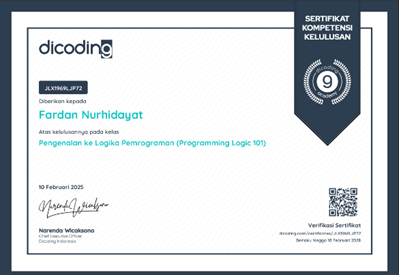 dicoding
SERTIFIKAT
KOMPETENSI
KELULUSAN
dicoding
9
academy
JLX1969LJP72
Diberikan kepada
Fardan Nurhidayat
Atas kelulusannya pada kelas
Pengenalan ke Logika Pemrograman (Programming Logic 101)
10 Februari 2025
Narenda Wicaksono
Chief Executive Officer
Dicoding Indonesia
Verifikasi Sertifikat
dicoding.com/certificates/JLX1969LJP72
Berlaku hingga 10 Februari 2028